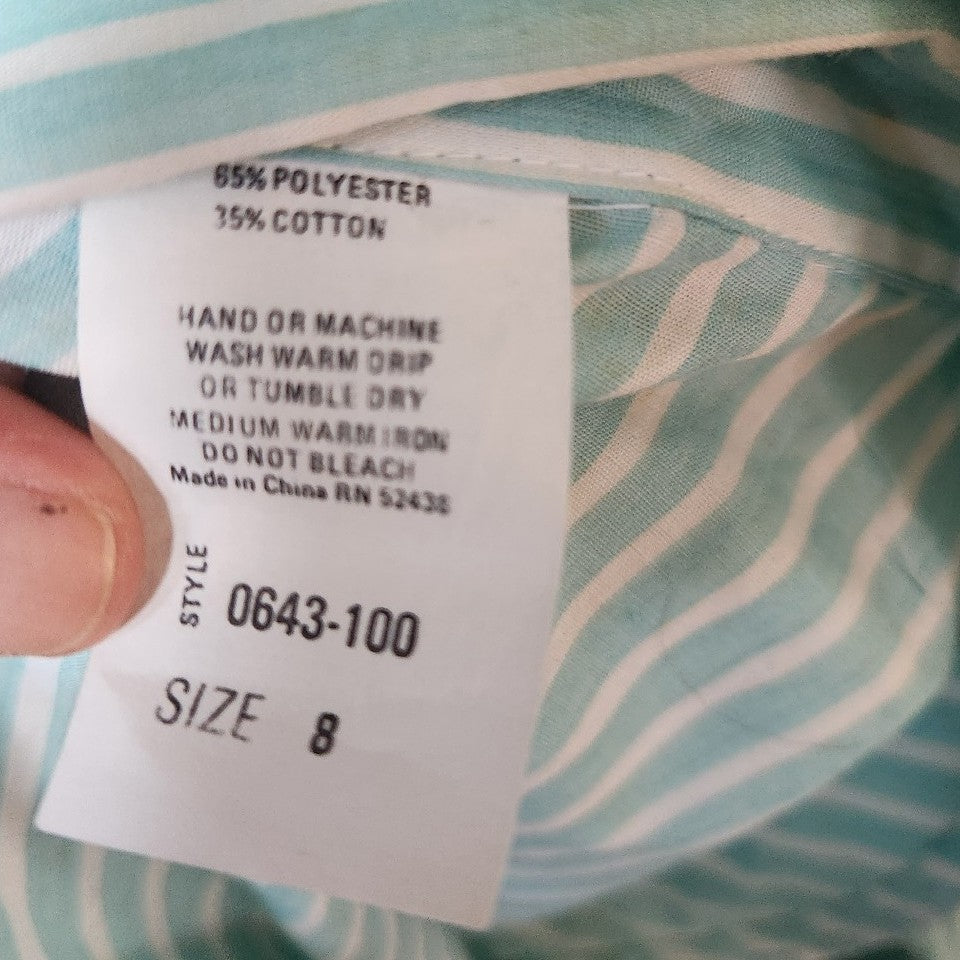 65% POLYESTER
35% COTTON
HAND OR MACHINE
WASH WARM DRIP
OR TUMBLE DRY
MEDIUM WARM IRON
DO NOT BLEACH
Made in China RN 52438
STYLE 0643-100
SIZE 8